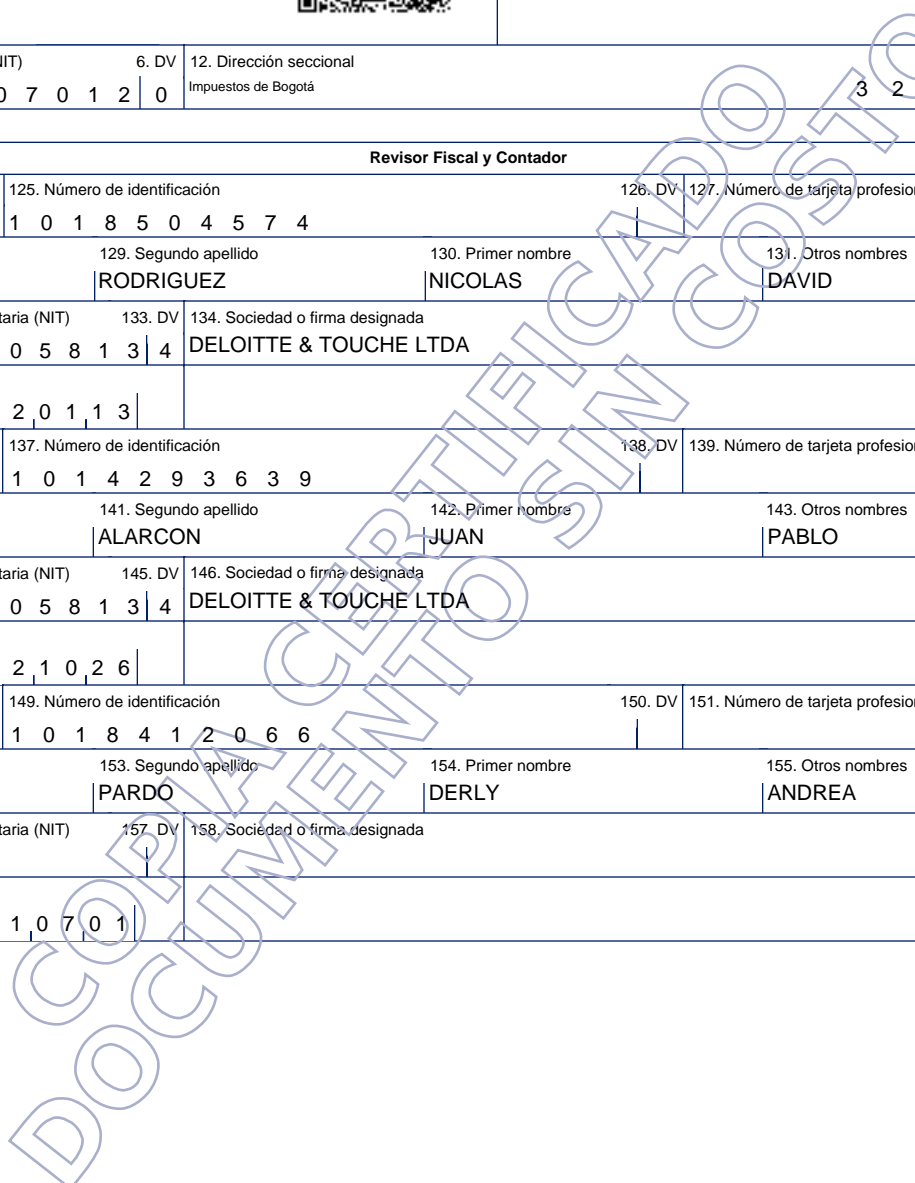 NIT) 6. DV 12. Dirección seccional
0 7 0 1 2 0 Impuestos de Bogotá 3 2
Revisor Fiscal y Contador
125. Número de identificación 126. DV 127. Número de tarjeta profesion
1 0 1 8 5 0 4 5 7 4
129. Segundo apellido 130. Primer nombre 131. Otros nombres
RODRIGUEZ NICOLAS DAVID
taria (NIT) 133. DV 134. Sociedad o firma designada
0 5 8 1 3 4 DELOITTE & TOUCHE LTDA
2 0 1 1 3
137. Número de identificación 138. DV 139. Número de tarjeta profesion
1 0 1 4 2 9 3 6 3 9
141. Segundo apellido 142. Primer nombre 143. Otros nombres
ALARCON JUAN PABLO
taria (NIT) 145. DV 146. Sociedad o firma designada
0 5 8 1 3 4 DELOITTE & TOUCHE LTDA
2 1 0 2 6
149. Número de identificación 150. DV 151. Número de tarjeta profesion
1 0 1 8 4 1 2 0 6 6
153. Segundo apellido 154. Primer nombre 155. Otros nombres
PARDO DERLY ANDREA
taria (NIT) 157. DV 158. Sociedad o firma designada
1 0 7 0 1
COPIA CERTIFICADO
DOCUMENTO SIN COSTO